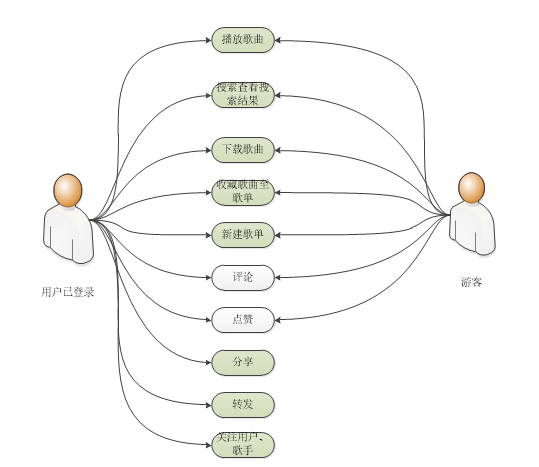 播放歌曲
搜索查看搜
索结果
下载歌曲
收藏歌曲至
歌单
新建歌单
评论
点赞
分享
转发
关注用户、
歌手
用户已登录
游客